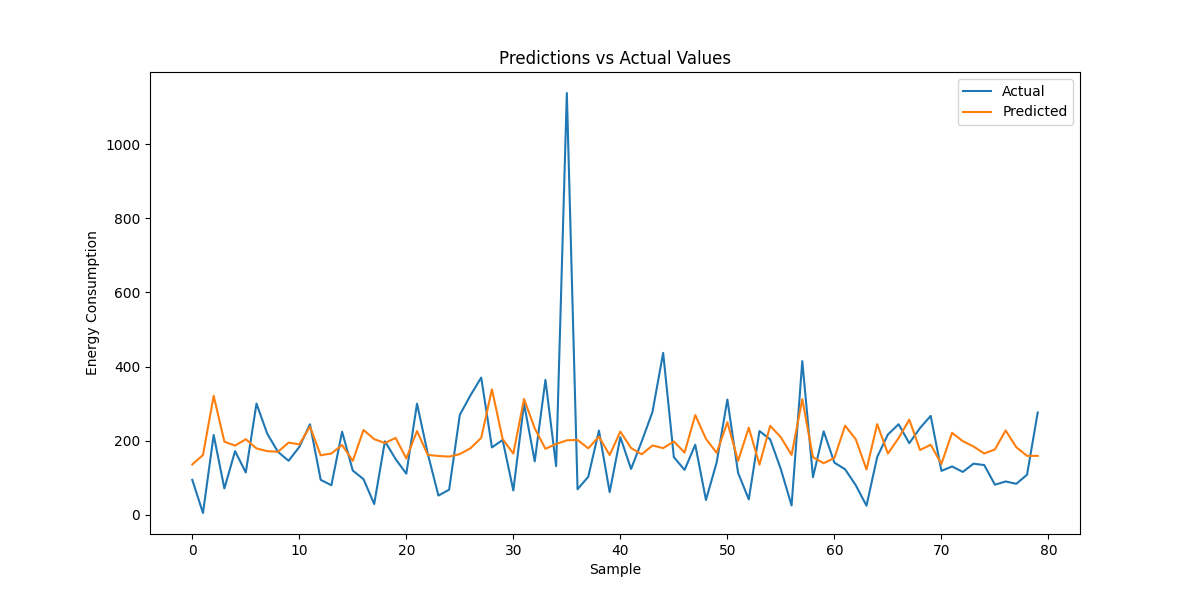 Predictions vs Actual Values
Actual
Predicted
1000
800
600
400
200
0
Energy Consumption
0 10 20 30 40 50 60 70 80
Sample